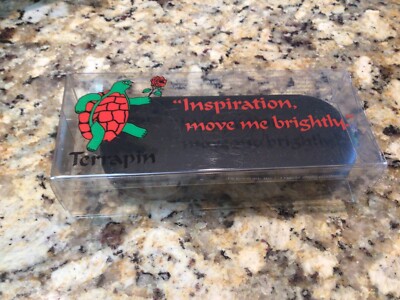 "Inspiration,
move me brightly"
Terrapin